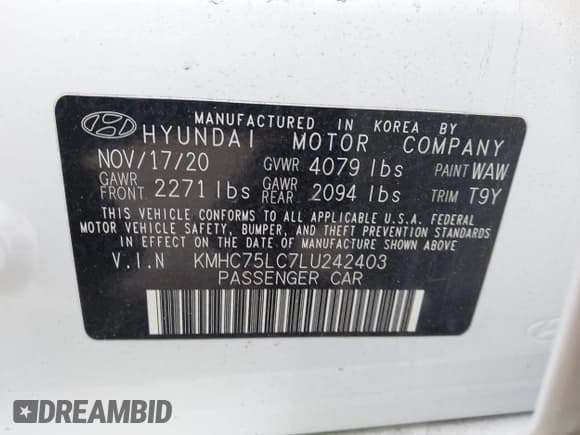 MANUFACTURED IN KOREA BY
HYUNDAI MOTOR COMPANY
NOV/17/20 GVWR 4079 lbs PAINT WAW
GAWR FRONT 2271 lbs GAWR REAR 2094 lbs TRIM T9Y
THIS VEHICLE CONFORMS TO ALL APPLICABLE U.S.A. FEDERAL
MOTOR VEHICLE SAFETY, BUMPER, AND THEFT PREVENTION STANDARDS
IN EFFECT ON THE DATE OF MANUFACTURE SHOWN ABOVE.
V.I.N KMHC75LC7LU242403
PASSENGER CAR
DREAMBID